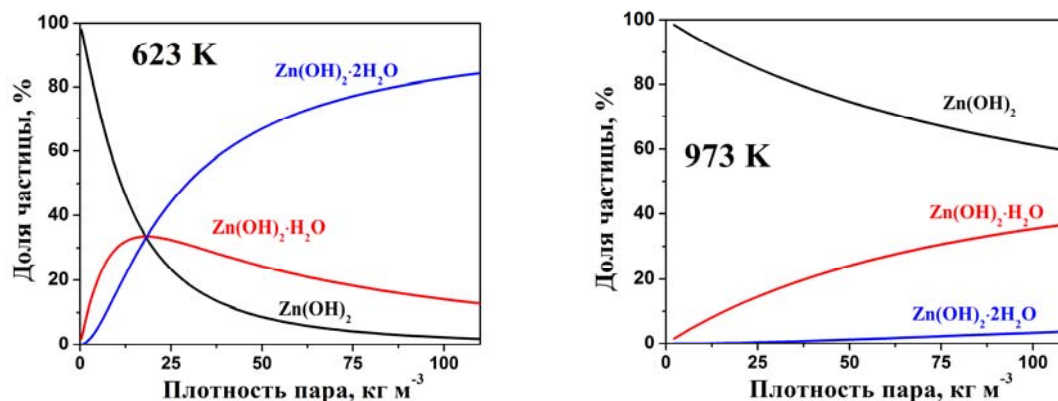 Доля частицы, %
100
80
60
40
20
0
623 K
Zn(OH)₂·2H₂O
Zn(OH)₂·H₂O
Zn(OH)₂
0 25 50 75 100
Плотность пара, кг м⁻³
Доля частицы, %
100
80
60
40
20
0
973 K
Zn(OH)₂
Zn(OH)₂·H₂O
Zn(OH)₂·2H₂O
0 25 50 75 100
Плотность пара, кг м⁻³